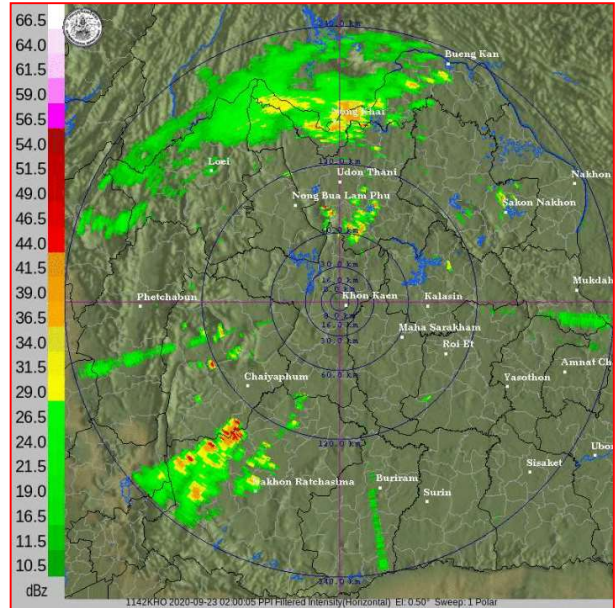 66.5
64.0
61.5
59.0
56.5
54.0
51.5
49.0
46.5
44.0
41.5
39.0
36.5
34.0
31.5
29.0
26.5
24.0
21.5
19.0
16.5
15.5
13.0
10.5
dBz
Bueng Kan
Nong Khai
Loei
Udon Thani
Nakhon
Nong Bua Lam Phu
Sakon Nakhon
Mukdah
Phetchabun
Khon Kaen
Kalasin
Maha Sarakham
Roi-Et
Amnat Ch
Chaiyaphum
Yasothon
120.0 km
Ubo
Sisaket
Nakhon Ratchasima
Buriram
Surin
1142KHO 2020-09-23 02:00:05 PPI Filtered Intensity(Horizontal) El: 0.50° Sweep: 1 Polar